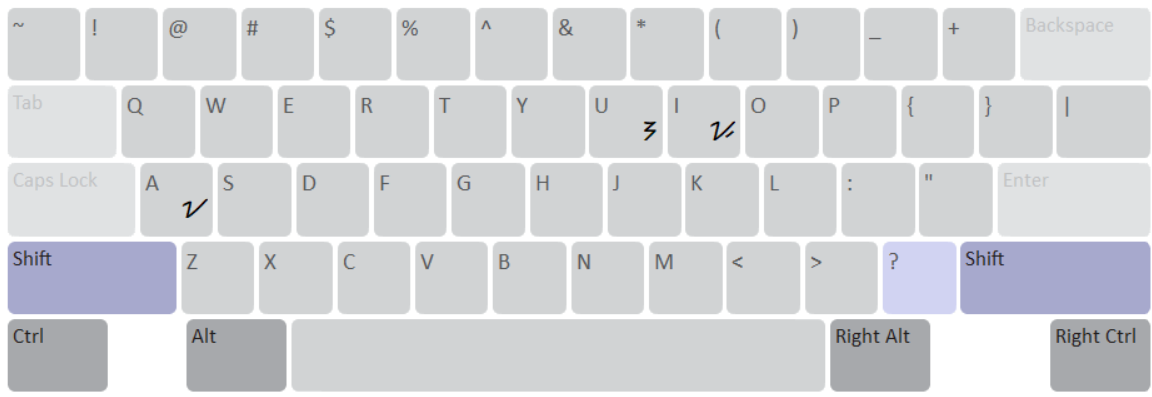 ~ ! @ # $ % ^ & * ( ) _ + Backspace
Tab Q W E R T Y U ᜢ I ᜡ O P { } |
Caps Lock A ᜠ S D F G H J K L : " Enter
Shift Z X C V B N M < > ? Shift
Ctrl Alt Right Alt Right Ctrl